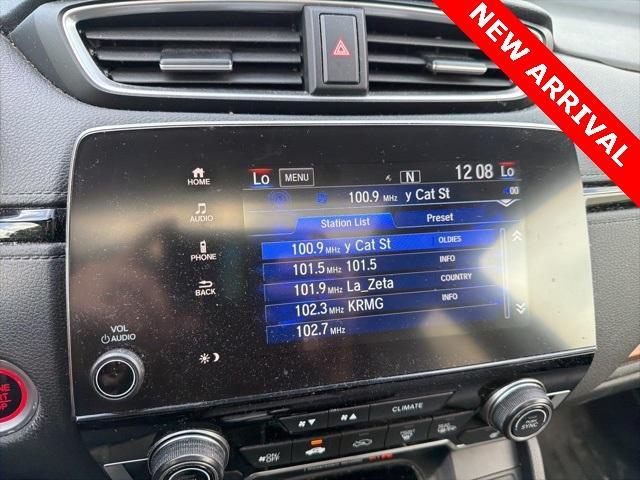 NEW ARRIVAL
Lo MENU N 12 08 Lo
HOME
100.9 MHz y Cat St 00
AUDIO
Station List Preset
PHONE
100.9 MHz y Cat St OLDIES
101.5 MHz 101.5 INFO
BACK
101.9 MHz La_Zeta COUNTRY
102.3 MHz KRMG INFO
102.7 MHz
VOL
AUDIO
CLIMATE
PUSH
SYNC